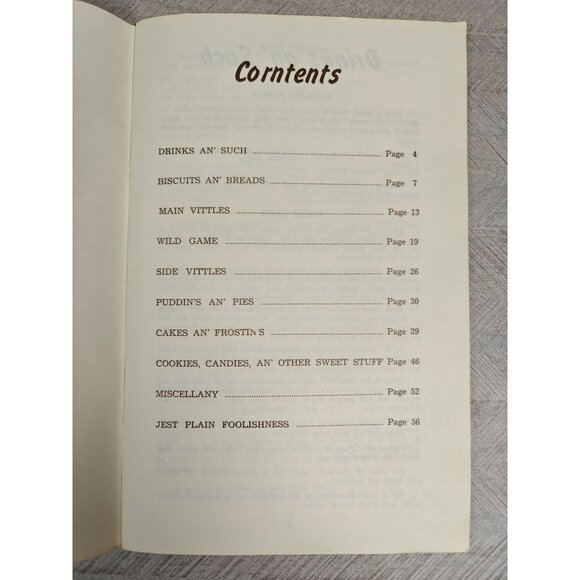 Corntents
DRINKS AN' SUCH ........ Page 4
BISCUITS AN' BREADS ........ Page 7
MAIN VITTLES ........ Page 13
WILD GAME ........ Page 19
SIDE VITTLES ........ Page 26
PUDDIN'S AN' PIES ........ Page 30
CAKES AN' FROSTIN'S ........ Page 39
COOKIES, CANDIES, AN' OTHER SWEET STUFF Page 46
MISCELLANY ........ Page 52
JEST PLAIN FOOLISHNESS ........ Page 56